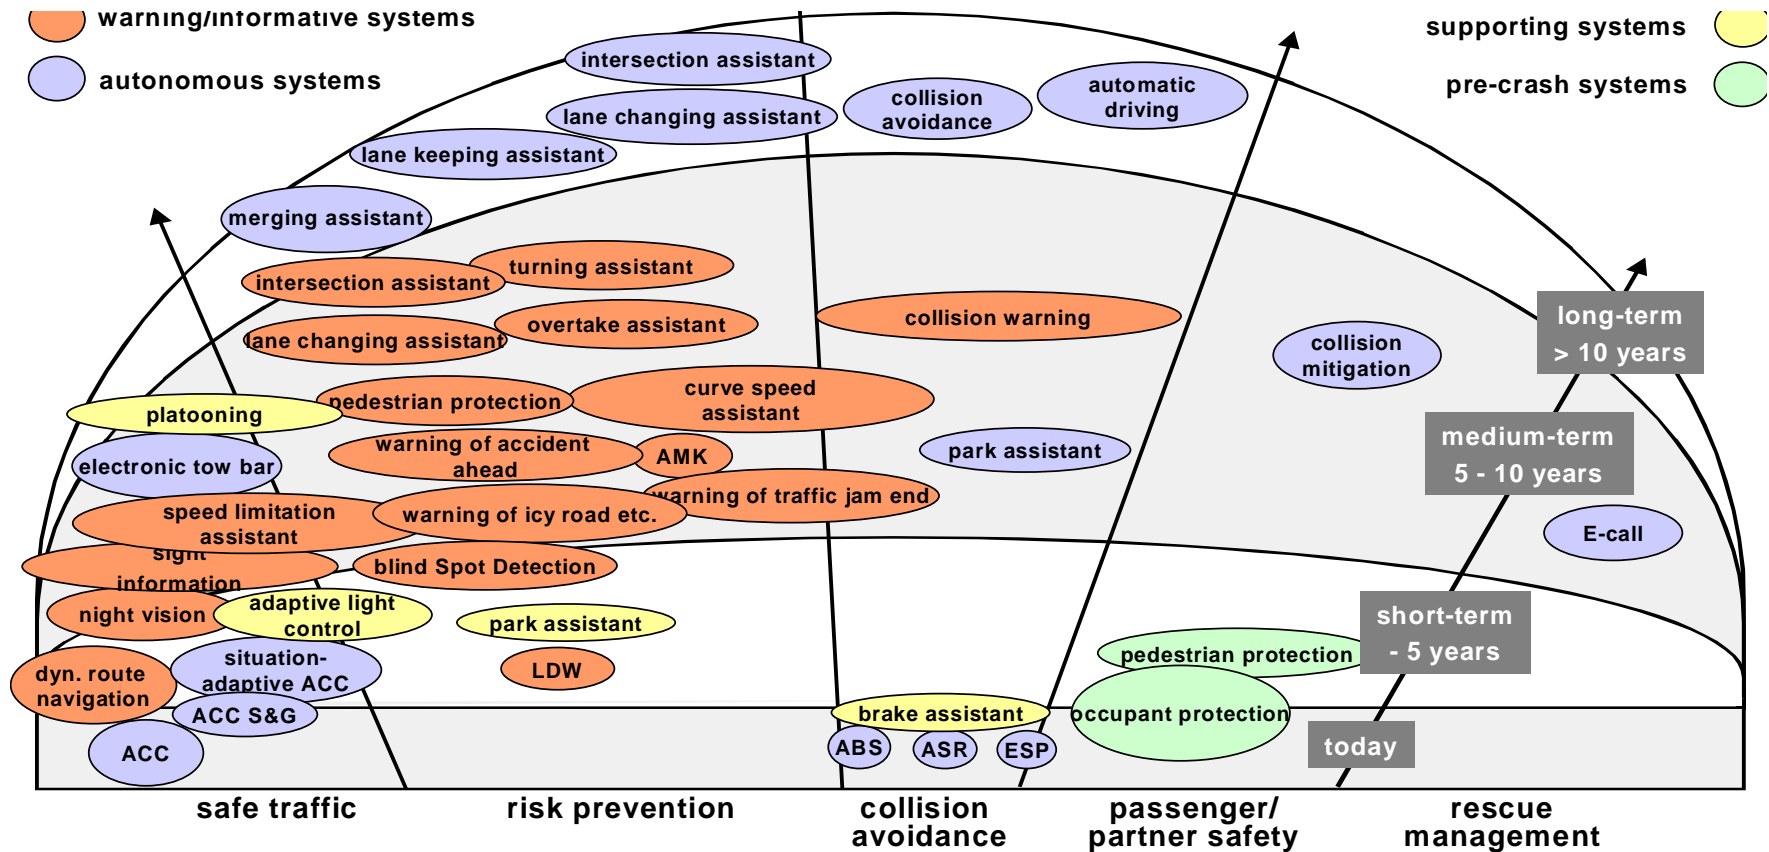 warning/informative systems
supporting systems
autonomous systems
pre-crash systems
intersection assistant
lane changing assistant
collision
avoidance
automatic
driving
lane keeping assistant
merging assistant
turning assistant
intersection assistant
overtake assistant
lane changing assistant
collision warning
collision
mitigation
long-term
> 10 years
platooning
pedestrian protection
curve speed
assistant
electronic tow bar
warning of accident
ahead
AMK
park assistant
medium-term
5 - 10 years
speed limitation
assistant
warning of icy road etc.
warning of traffic jam end
E-call
sight
information
blind Spot Detection
night vision
adaptive light
control
park assistant
short-term
- 5 years
dyn. route
navigation
situation-
adaptive ACC
LDW
pedestrian protection
ACC S&G
brake assistant
occupant protection
ACC
ABS
ASR
ESP
today
safe traffic
risk prevention
collision
avoidance
passenger/
partner safety
rescue
management